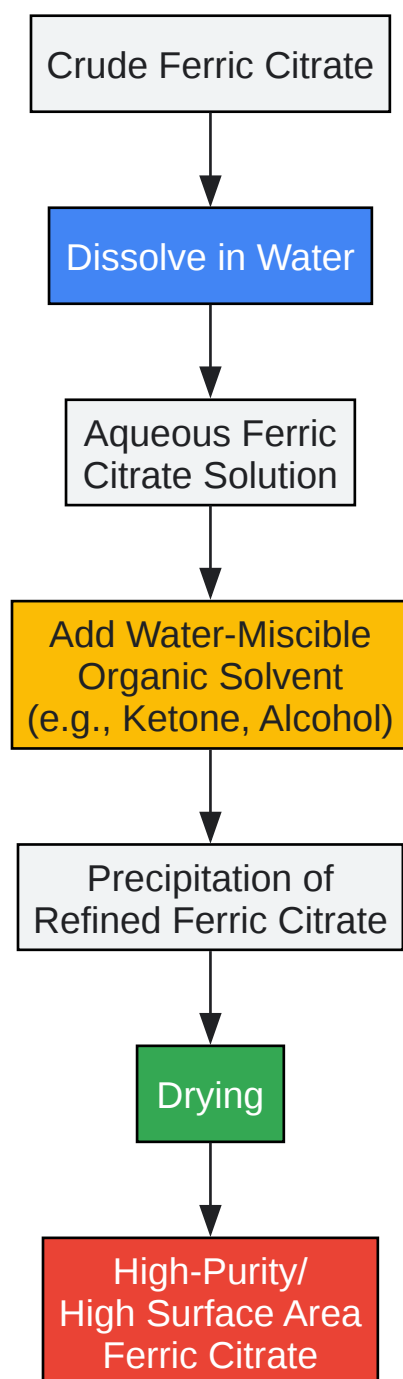 Crude Ferric Citrate
Dissolve in Water
Aqueous Ferric
Citrate Solution
Add Water-Miscible
Organic Solvent
(e.g., Ketone, Alcohol)
Precipitation of
Refined Ferric Citrate
Drying
High-Purity/
High Surface Area
Ferric Citrate